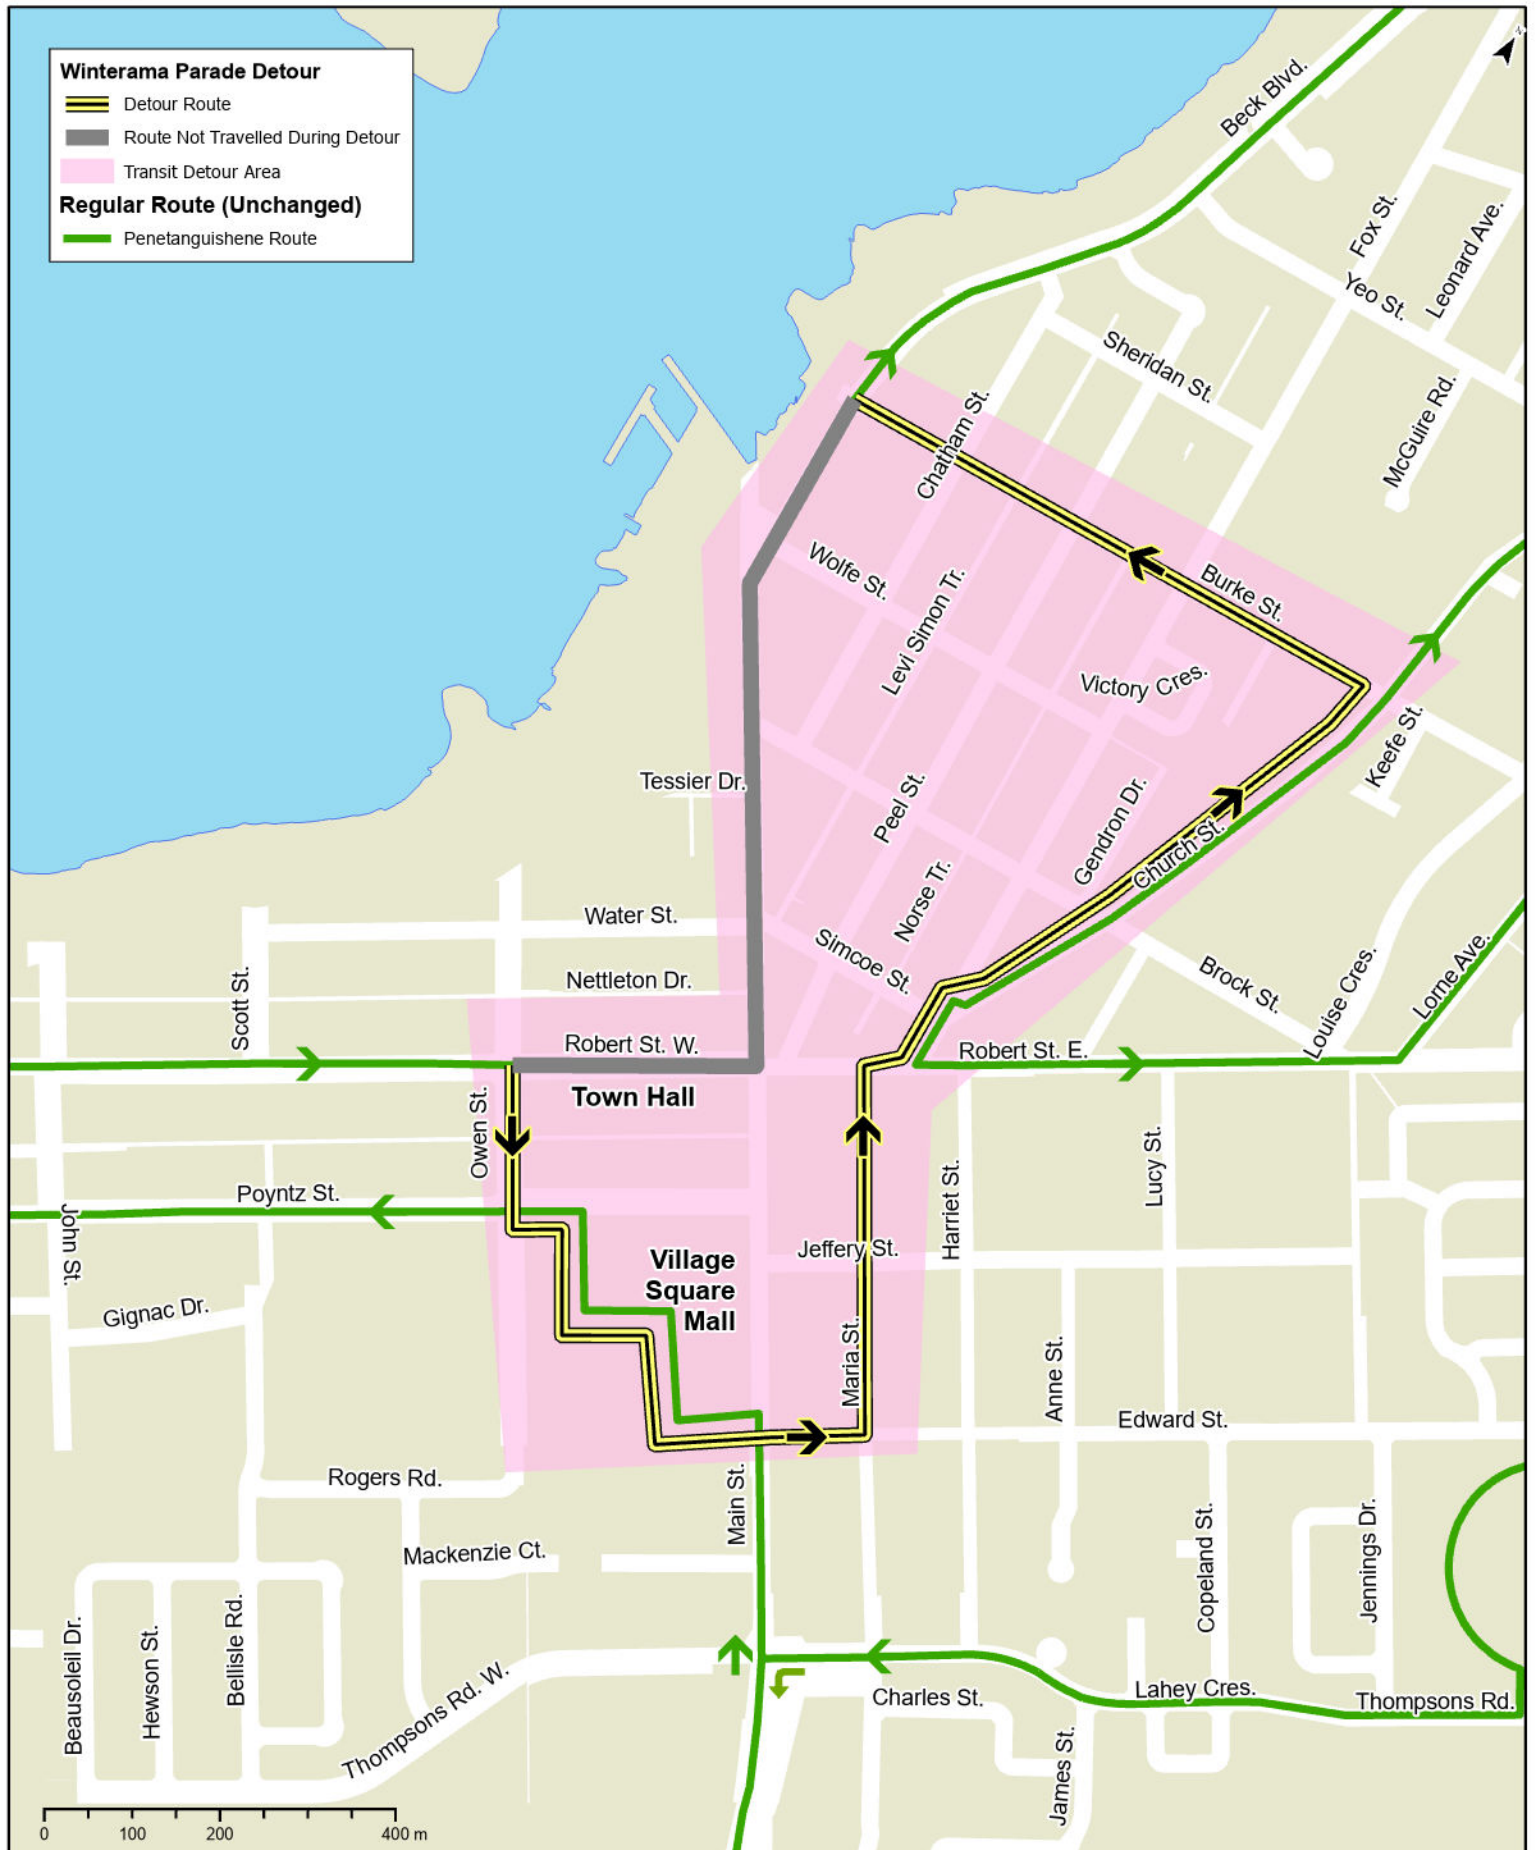 Winterama Parade Detour
Detour Route
Route Not Travelled During Detour
Transit Detour Area
Regular Route (Unchanged)
Penetanguishene Route
Beck Blvd.
Fox St.
Leonard Ave.
Yeo St.
Sheridan St.
McGuire Rd.
Chatham St.
Wolfe St.
Levi Simon Tr.
Burke St.
Victory Cres.
Keefe St.
Tessier Dr.
Peel St.
Gendron Dr.
Church St.
Norse Tr.
Water St.
Simcoe St.
Nettleton Dr.
Scott St.
Brock St.
Louise Cres.
Lorne Ave.
Robert St. W.
Robert St. E.
Town Hall
Owen St.
Lucy St.
Poyntz St.
John St.
Harriet St.
Jeffery St.
Village
Square
Mall
Gignac Dr.
Maria St.
Anne St.
Edward St.
Rogers Rd.
Main St.
Mackenzie Ct.
Copeland St.
Jennings Dr.
Beausoleil Dr.
Hewson St.
Bellisle Rd.
Thompsons Rd. W.
Charles St.
Lahey Cres.
Thompsons Rd.
James St.
0 100 200 400 m